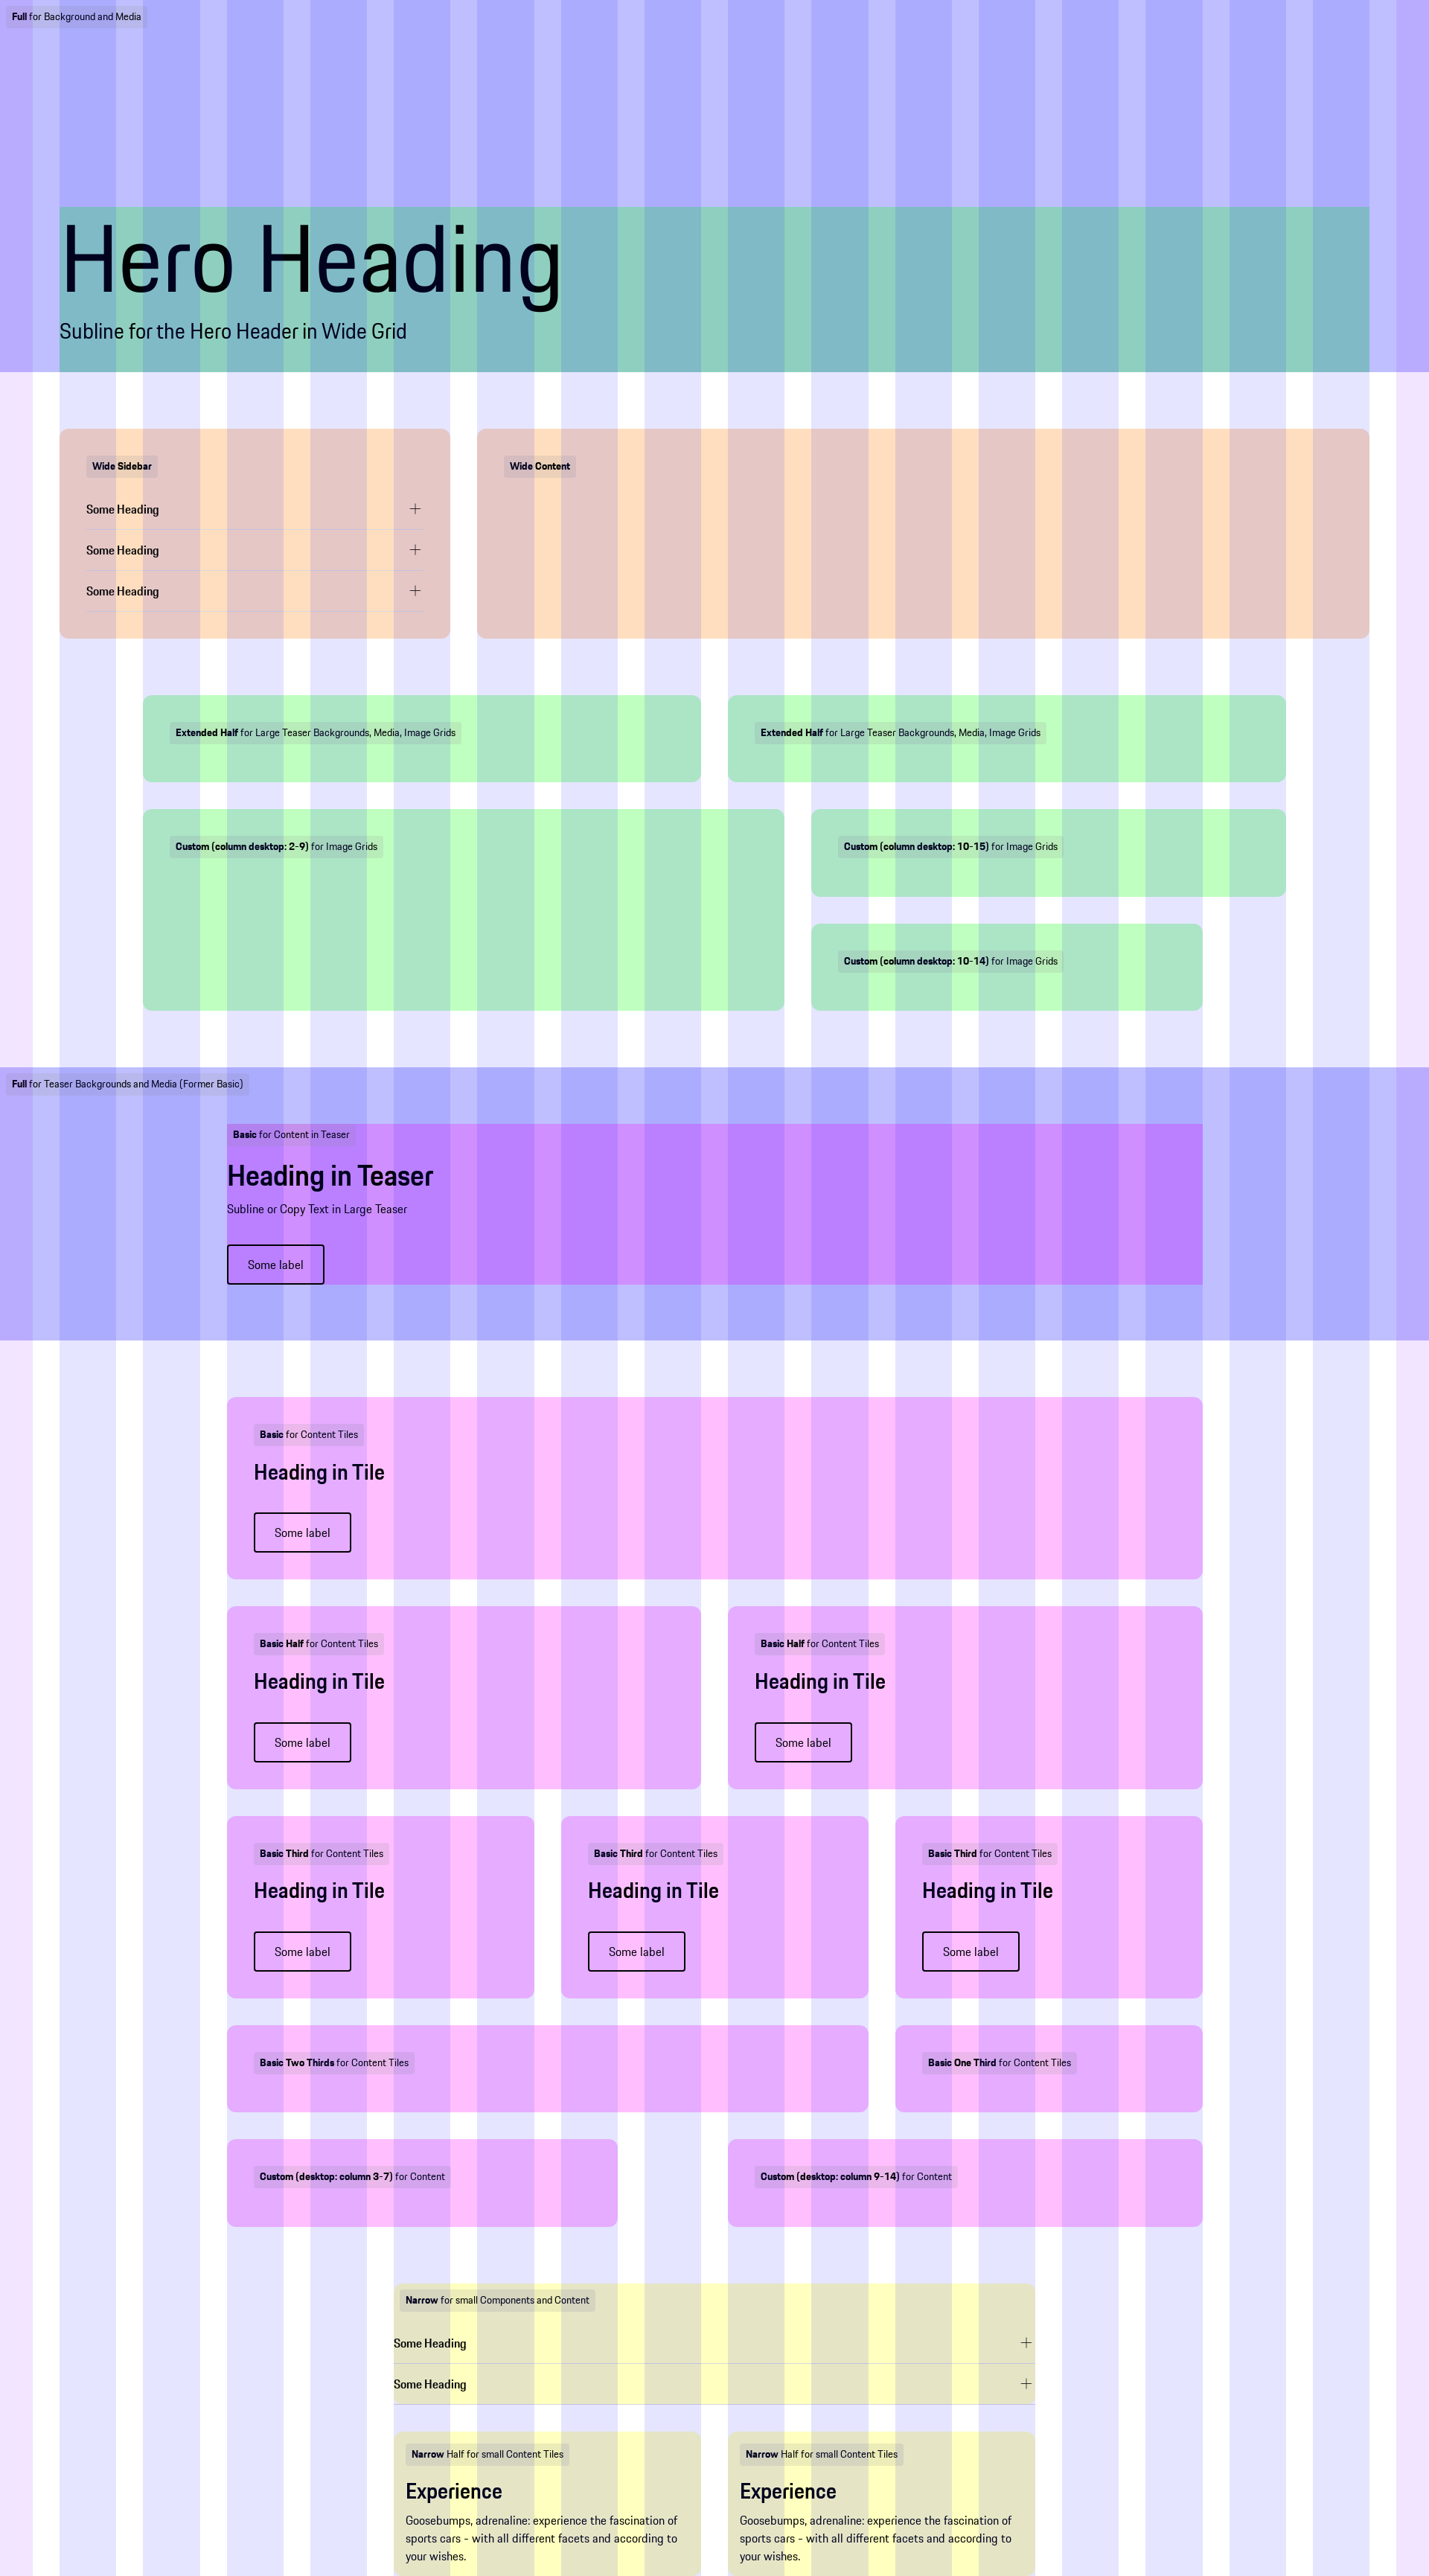 Full for Background and Media
Hero Heading
Subline for the Hero Header in Wide Grid
Wide Sidebar
Some Heading
Some Heading
Some Heading
Wide Content
Extended Half for Large Teaser Backgrounds, Media, Image Grids
Extended Half for Large Teaser Backgrounds, Media, Image Grids
Custom (column desktop: 2-9) for Image Grids
Custom (column desktop: 10-15) for Image Grids
Custom (column desktop: 10-14) for Image Grids
Full for Teaser Backgrounds and Media (Former Basic)
Basic for Content in Teaser
Heading in Teaser
Subline or Copy Text in Large Teaser
Some label
Basic for Content Tiles
Heading in Tile
Some label
Basic Half for Content Tiles
Heading in Tile
Some label
Basic Half for Content Tiles
Heading in Tile
Some label
Basic Third for Content Tiles
Heading in Tile
Some label
Basic Third for Content Tiles
Heading in Tile
Some label
Basic Third for Content Tiles
Heading in Tile
Some label
Basic Two Thirds for Content Tiles
Basic One Third for Content Tiles
Custom (desktop: column 3-7) for Content
Custom (desktop: column 9-14) for Content
Narrow for small Components and Content
Some Heading
Some Heading
Narrow Half for small Content Tiles
Experience
Goosebumps, adrenaline: experience the fascination of
sports cars - with all different facets and according to
your wishes.
Narrow Half for small Content Tiles
Experience
Goosebumps, adrenaline: experience the fascination of
sports cars - with all different facets and according to
your wishes.